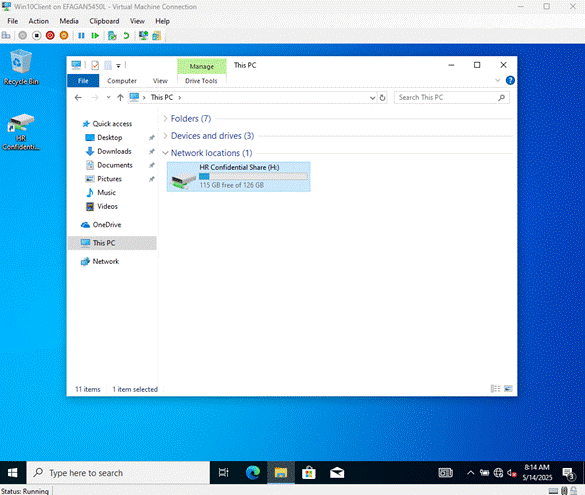 Win10Client on EFAGAN5450L - Virtual Machine Connection
File Action Media Clipboard View Help
Recycle Bin
HR
Confidenti...
Manage This PC
File Computer View Drive Tools
This PC
Search This PC
Quick access
Desktop
Downloads
Documents
Pictures
Music
Videos
OneDrive
This PC
Network
Folders (7)
Devices and drives (3)
Network locations (1)
HR Confidential Share (H:)
115 GB free of 126 GB
11 items 1 item selected
Type here to search
8:14 AM
5/14/2025
3
Status: Running